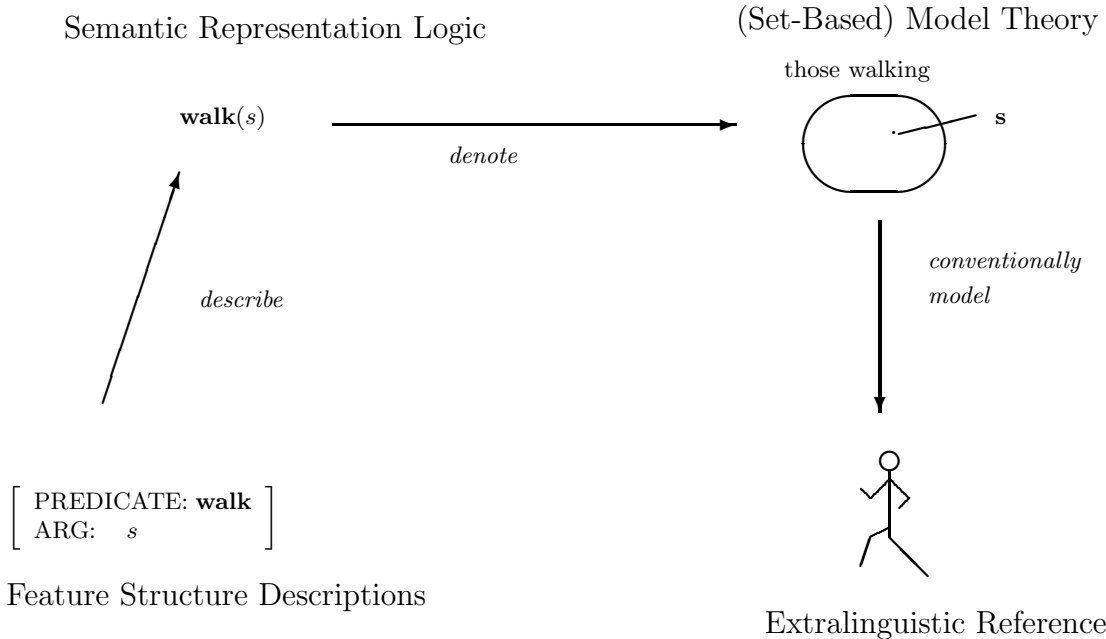 Semantic Representation Logic
(Set-Based) Model Theory
those walking
walk(s)
s
denote
conventionally
model
describe
PREDICATE: walk
ARG: s
Feature Structure Descriptions
Extralinguistic Reference